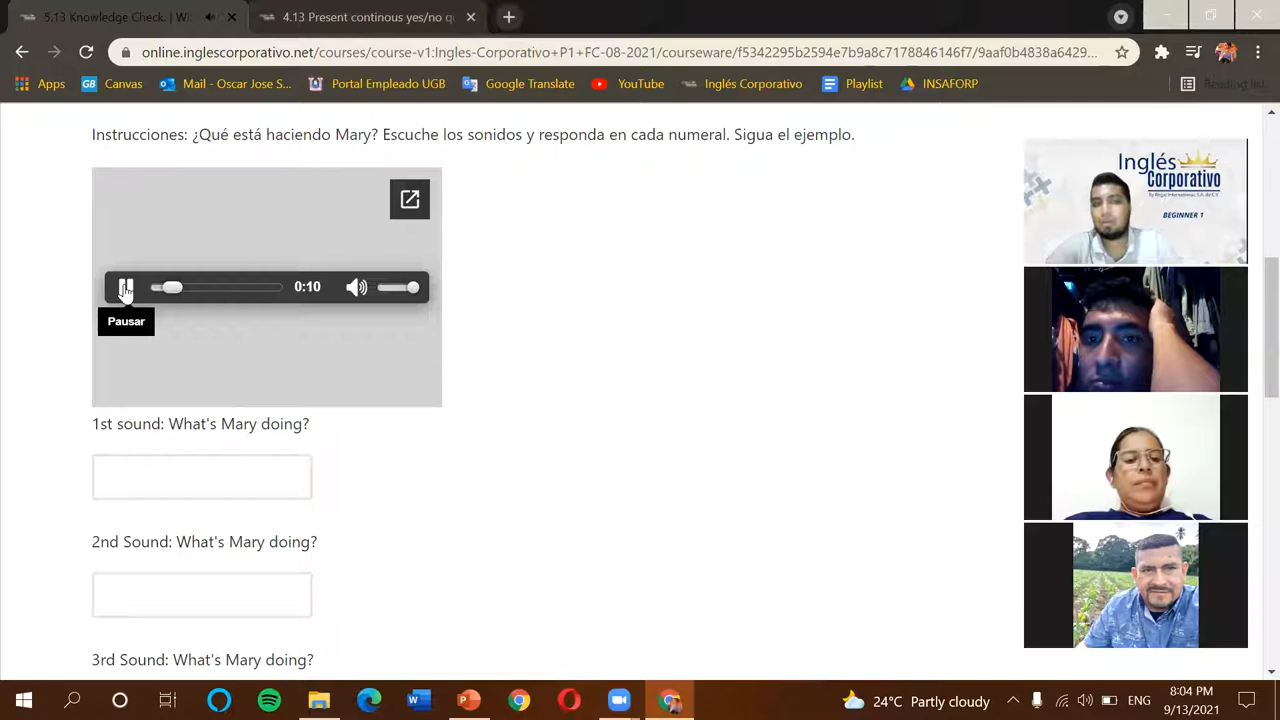 5.13 Knowledge Check. | Wi
4.13 Present continous yes/no qu
online.inglescorporativo.net/courses/course-v1:Ingles-Corporativo+P1+FC-08-2021/courseware/f5342295b2594e7b9a8c7178846146f7/9aaf0b4838a6429...
Apps
Canvas
Mail - Oscar Jose S...
Portal Empleado UGB
Google Translate
YouTube
Inglés Corporativo
Playlist
INSAFORP
Reading list
Instrucciones: ¿Qué está haciendo Mary? Escuche los sonidos y responda en cada numeral. Sigua el ejemplo.
0:10
Pausar
1st sound: What's Mary doing?
2nd Sound: What's Mary doing?
3rd Sound: What's Mary doing?
Inglés
Corporativo
BEGINNER 1
24°C Partly cloudy
ENG
8:04 PM
9/13/2021